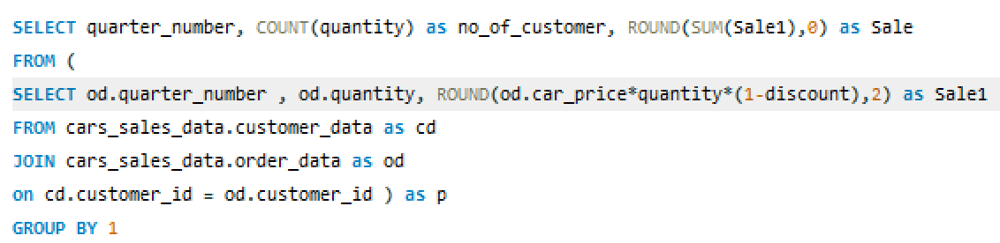 SELECT quarter_number, COUNT(quantity) as no_of_customer, ROUND(SUM(Sale1),0) as Sale
FROM (
SELECT od.quarter_number , od.quantity, ROUND(od.car_price*quantity*(1-discount),2) as Sale1
FROM cars_sales_data.customer_data as cd
JOIN cars_sales_data.order_data as od
on cd.customer_id = od.customer_id ) as p
GROUP BY 1